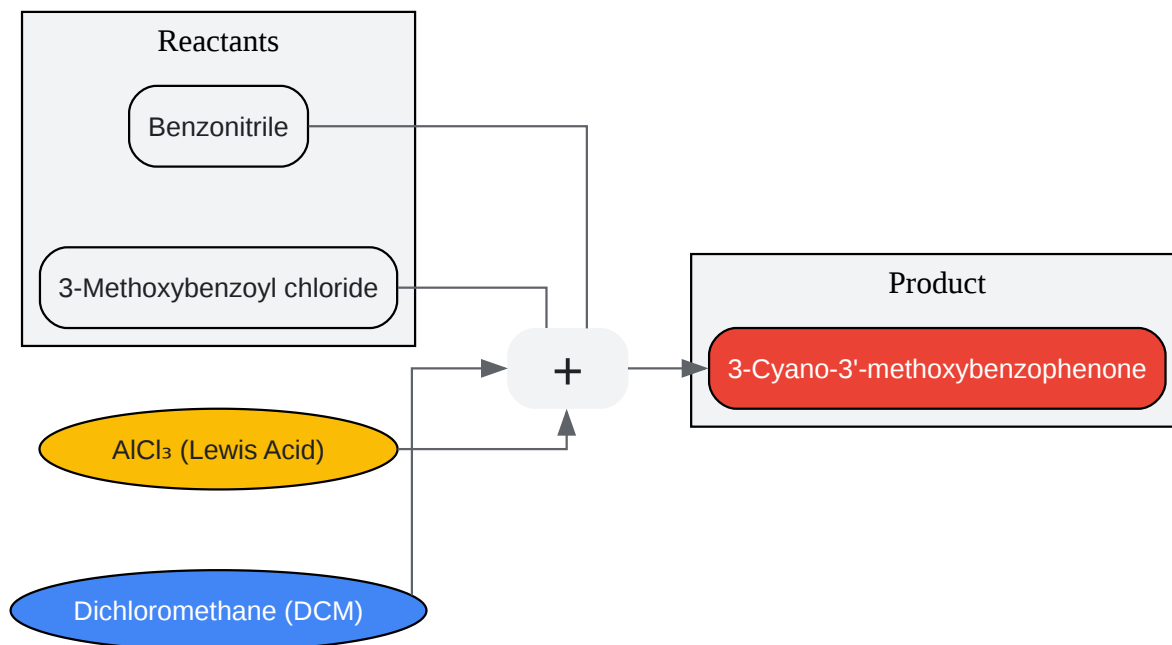 Reactants
Benzonitrile
3-Methoxybenzoyl chloride
AlCl₃ (Lewis Acid)
Dichloromethane (DCM)
+
Product
3-Cyano-3'-methoxybenzophenone